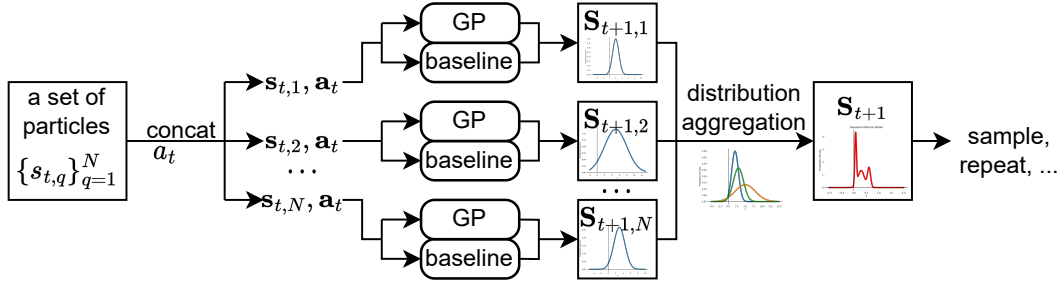 a set of
particles
{s_{t,q}}_{q=1}^{N}
concat
a_t
s_{t,1}, a_t
s_{t,2}, a_t
...
s_{t,N}, a_t
GP
baseline
GP
baseline
GP
baseline
S_{t+1,1}
S_{t+1,2}
...
S_{t+1,N}
distribution
aggregation
S_{t+1}
sample,
repeat, ...